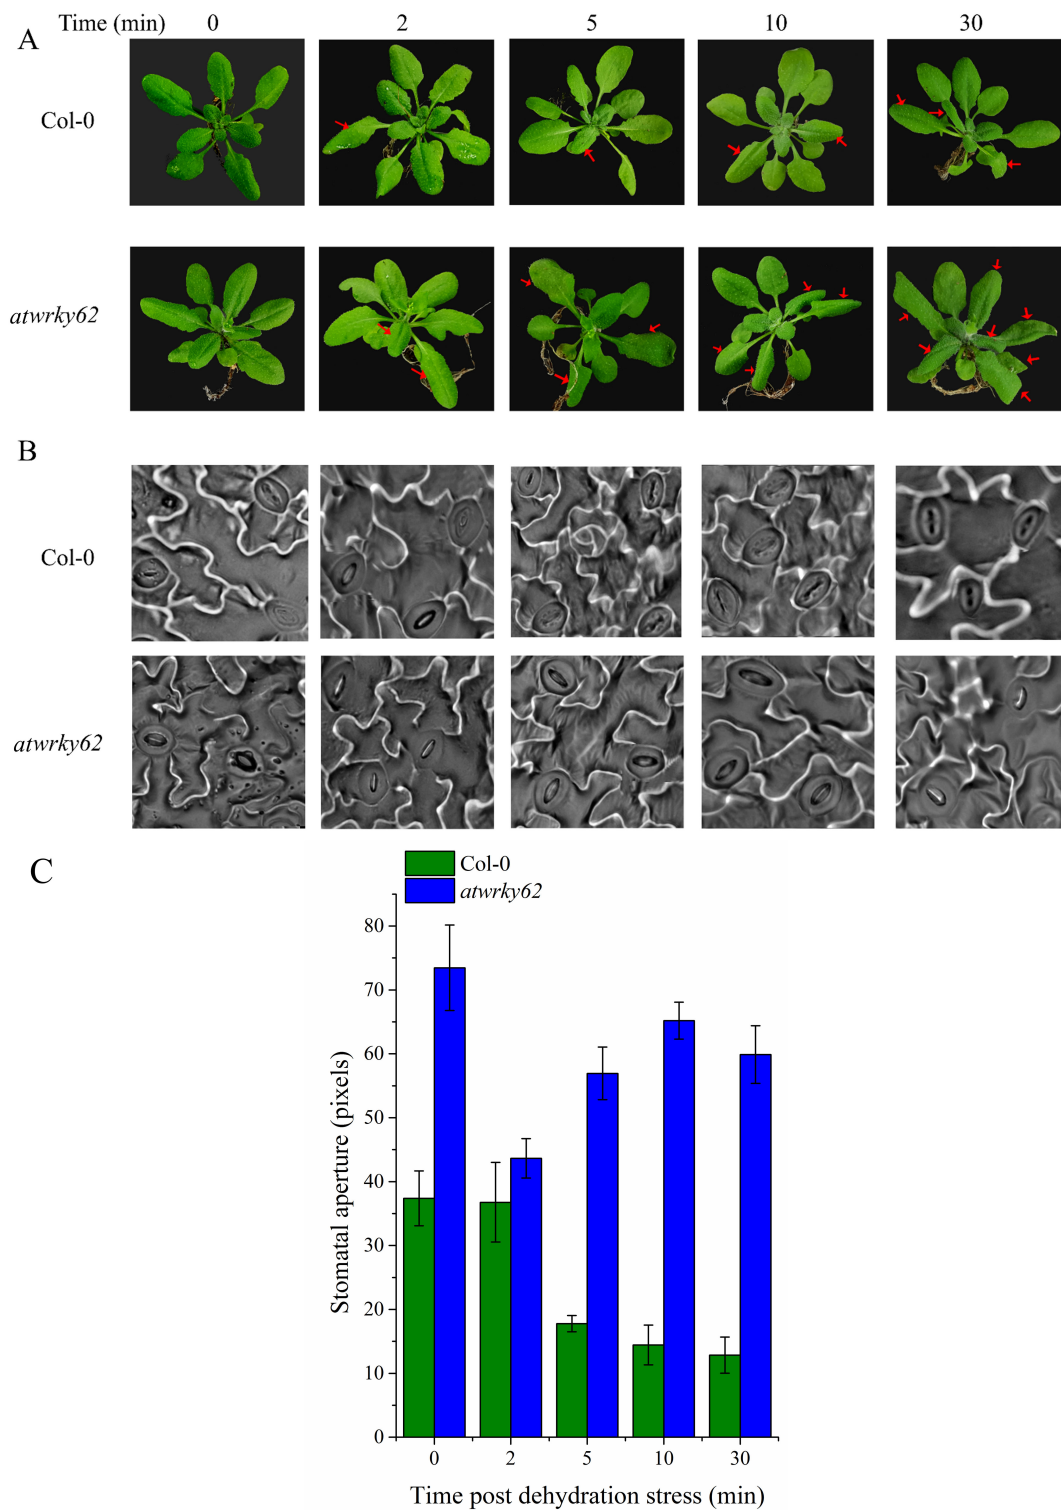 A
Time (min) 0 2 5 10 30
Col-0
atwrky62
B
Col-0
atwrky62
C
Col-0
atwrky62
Stomatal aperture (pixels)
80
70
60
50
40
30
20
10
0
0 2 5 10 30
Time post dehydration stress (min)